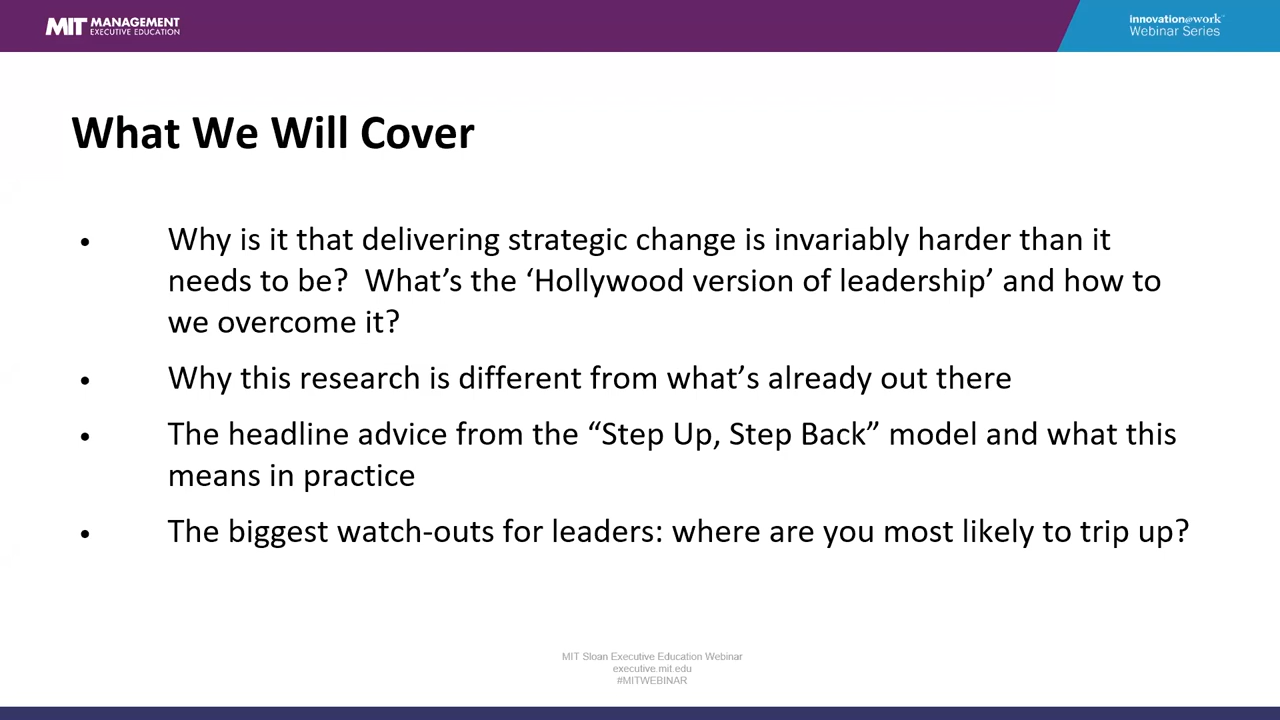 MIT MANAGEMENT
EXECUTIVE EDUCATION
innovation@work™
Webinar Series
What We Will Cover
• Why is it that delivering strategic change is invariably harder than it
needs to be?  What’s the ‘Hollywood version of leadership’ and how to
we overcome it?
• Why this research is different from what’s already out there
• The headline advice from the “Step Up, Step Back” model and what this
means in practice
• The biggest watch-outs for leaders: where are you most likely to trip up?
MIT Sloan Executive Education Webinar
executive.mit.edu
#MITWEBINAR